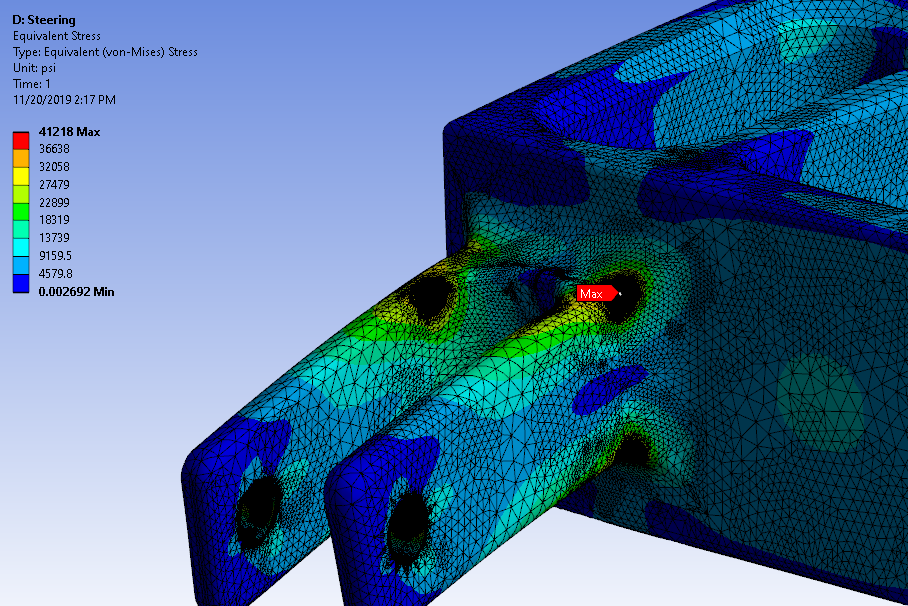 D: Steering
Equivalent Stress
Type: Equivalent (von-Mises) Stress
Unit: psi
Time: 1
11/20/2019 2:17 PM
41218 Max
36638
32058
27479
22899
18319
13739
9159.5
4579.8
0.002692 Min
Max